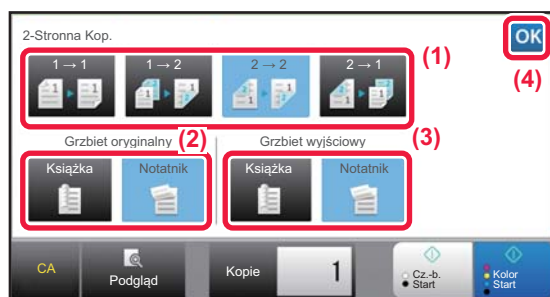 2-Stronna Kop.
OK
1 → 1
1 → 2
2 → 2
2 → 1
(1)
(4)
Grzbiet oryginalny
(2)
Grzbiet wyjściowy
(3)
Książka
Notatnik
Książka
Notatnik
CA
Podgląd
Kopie
1
Cz.-b.
Start
Kolor
Start